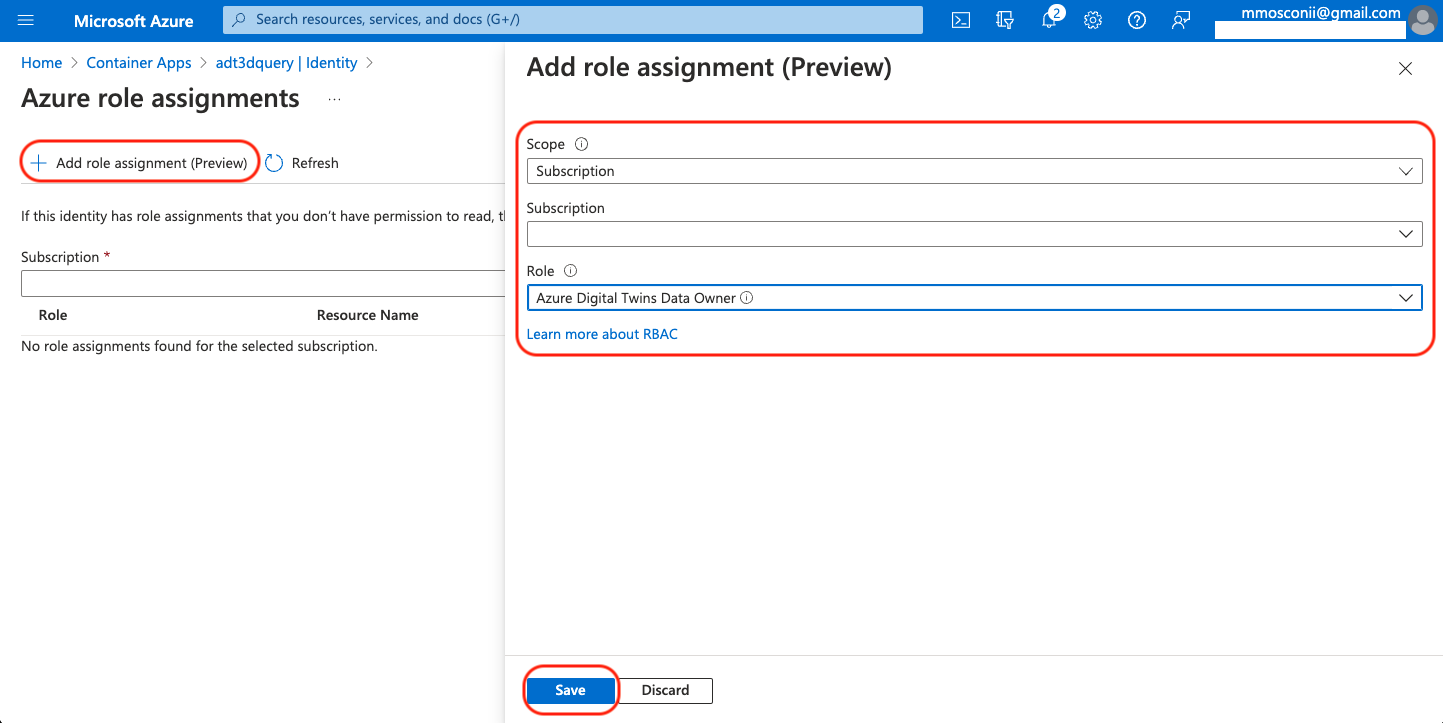 Microsoft Azure
Search resources, services, and docs (G+/)
2
mmosconii@gmail.com
Home > Container Apps > adt3dquery | Identity >
Azure role assignments ...
Add role assignment (Preview) Refresh
If this identity has role assignments that you don't have permission to read,
Subscription *
Role Resource Name
No role assignments found for the selected subscription.
Add role assignment (Preview)
Scope
Subscription
Subscription
Role
Azure Digital Twins Data Owner
Learn more about RBAC
Save Discard